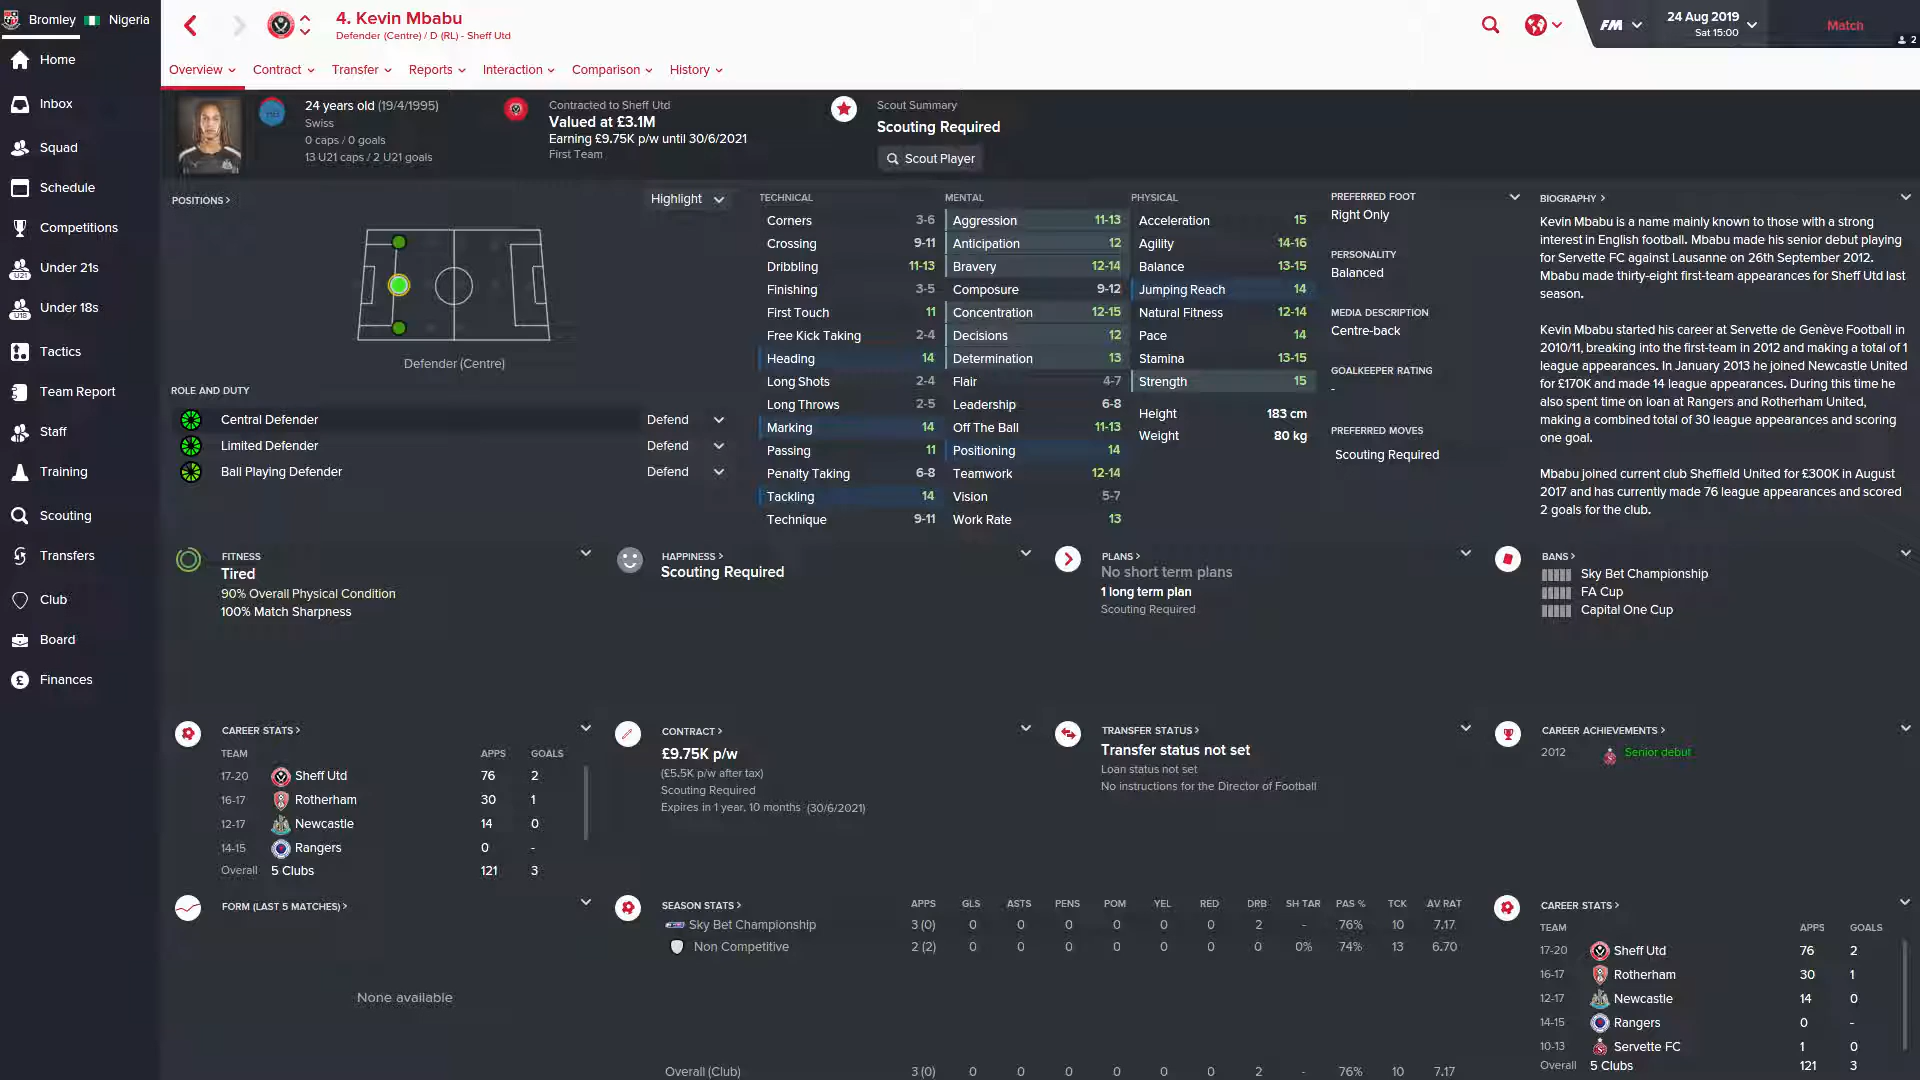 Bromley
Nigeria
4. Kevin Mbabu
Defender (Centre) / D (RL) - Sheff Utd
FM
24 Aug 2019
Sat 15:00
Match
2
Home
Inbox
Squad
Schedule
Competitions
Under 21s
Under 18s
Tactics
Team Report
Staff
Training
Scouting
Transfers
Club
Board
Finances
Overview
Contract
Transfer
Reports
Interaction
Comparison
History
24 years old (19/4/1995)
Swiss
0 caps / 0 goals
13 U21 caps / 2 U21 goals
Contracted to Sheff Utd
Valued at £3.1M
Earning £9.75K p/w until 30/6/2021
First Team
Scout Summary
Scouting Required
Scout Player
POSITIONS >
Highlight
Defender (Centre)
ROLE AND DUTY
Central Defender Defend
Limited Defender Defend
Ball Playing Defender Defend
TECHNICAL
Corners 3-6
Crossing 9-11
Dribbling 11-13
Finishing 3-5
First Touch 11
Free Kick Taking 2-4
Heading 14
Long Shots 2-4
Long Throws 2-5
Marking 14
Passing 11
Penalty Taking 6-8
Tackling 14
Technique 9-11
MENTAL
Aggression 11-13
Anticipation 12
Bravery 12-14
Composure 9-12
Concentration 12-15
Decisions 12
Determination 13
Flair 4-7
Leadership 6-8
Off The Ball 11-13
Positioning 14
Teamwork 12-14
Vision 5-7
Work Rate 13
PHYSICAL
Acceleration 15
Agility 14-16
Balance 13-15
Jumping Reach 14
Natural Fitness 12-14
Pace 14
Stamina 13-15
Strength 15
Height 183 cm
Weight 80 kg
PREFERRED FOOT
Right Only
PERSONALITY
Balanced
MEDIA DESCRIPTION
Centre-back
GOALKEEPER RATING
-
PREFERRED MOVES
Scouting Required
BIOGRAPHY >
Kevin Mbabu is a name mainly known to those with a strong
interest in English football. Mbabu made his senior debut playing
for Servette FC against Lausanne on 26th September 2012.
Mbabu made thirty-eight first-team appearances for Sheff Utd last
season.
Kevin Mbabu started his career at Servette de Genève Football in
2010/11, breaking into the first-team in 2012 and making a total of 1
league appearances. In January 2013 he joined Newcastle United
for £170K and made 14 league appearances. During this time he
also spent time on loan at Rangers and Rotherham United,
making a combined total of 30 league appearances and scoring
one goal.
Mbabu joined current club Sheffield United for £300K in August
2017 and has currently made 76 league appearances and scored
2 goals for the club.
FITNESS
Tired
90% Overall Physical Condition
100% Match Sharpness
HAPPINESS >
Scouting Required
PLANS >
No short term plans
1 long term plan
Scouting Required
BANS >
Sky Bet Championship
FA Cup
Capital One Cup
CAREER STATS >
TEAM APPS GOALS
17-20 Sheff Utd 76 2
16-17 Rotherham 30 1
12-17 Newcastle 14 0
14-15 Rangers 0 -
Overall 5 Clubs 121 3
CONTRACT >
£9.75K p/w
(£5.5K p/w after tax)
Scouting Required
Expires in 1 year, 10 months (30/6/2021)
TRANSFER STATUS >
Transfer status not set
Loan status not set
No instructions for the Director of Football
CAREER ACHIEVEMENTS >
2012 Senior debut
FORM (LAST 5 MATCHES) >
None available
SEASON STATS > APPS GLS ASTS PENS POM YEL RED DRB SH TAR PAS % TCK AV RAT
Sky Bet Championship 3 (0) 0 0 0 0 0 0 2 - 76% 10 7.17
Non Competitive 2 (2) 0 0 0 0 0 0 0 0% 74% 13 6.70
Overall (Club) 3 (0) 0 0 0 0 0 0 2 - 76% 10 7.17
CAREER STATS >
TEAM APPS GOALS
17-20 Sheff Utd 76 2
16-17 Rotherham 30 1
12-17 Newcastle 14 0
14-15 Rangers 0 -
10-13 Servette FC 1 0
Overall 5 Clubs 121 3